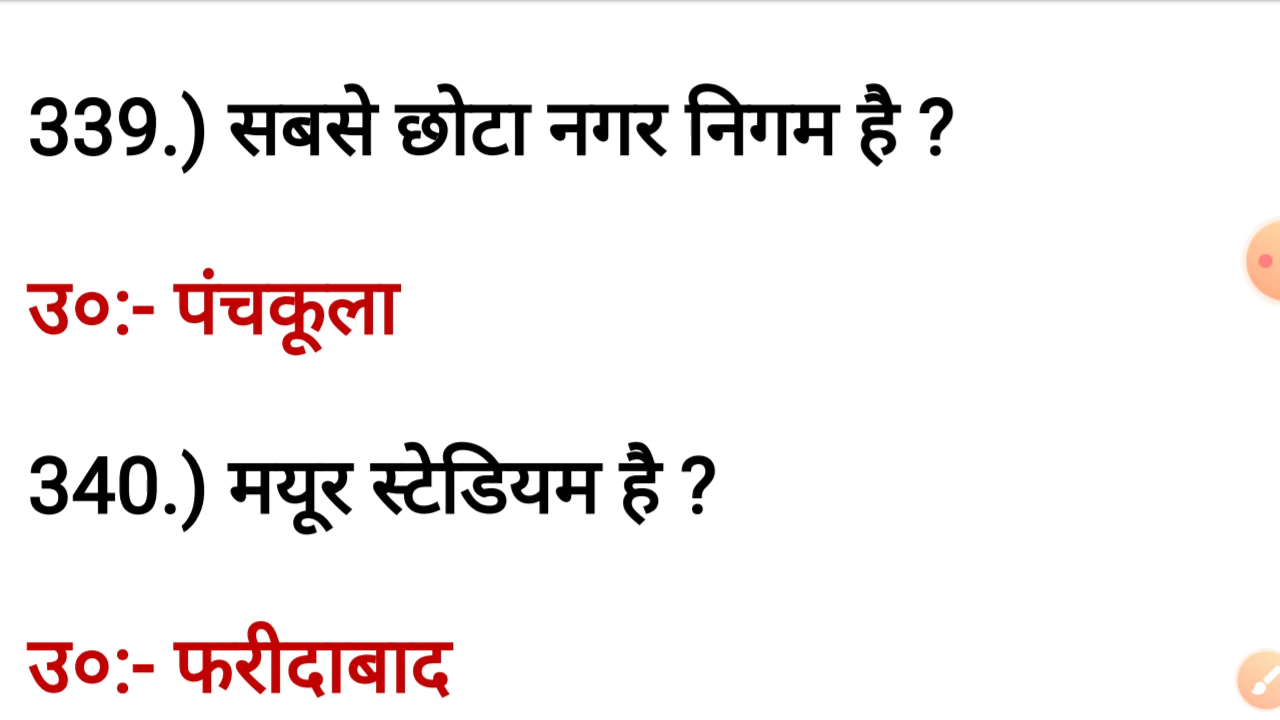 339.) सबसे छोटा नगर निगम है ?
उ०:- पंचकूला
340.) मयूर स्टेडियम है ?
उ०:- फरीदाबाद